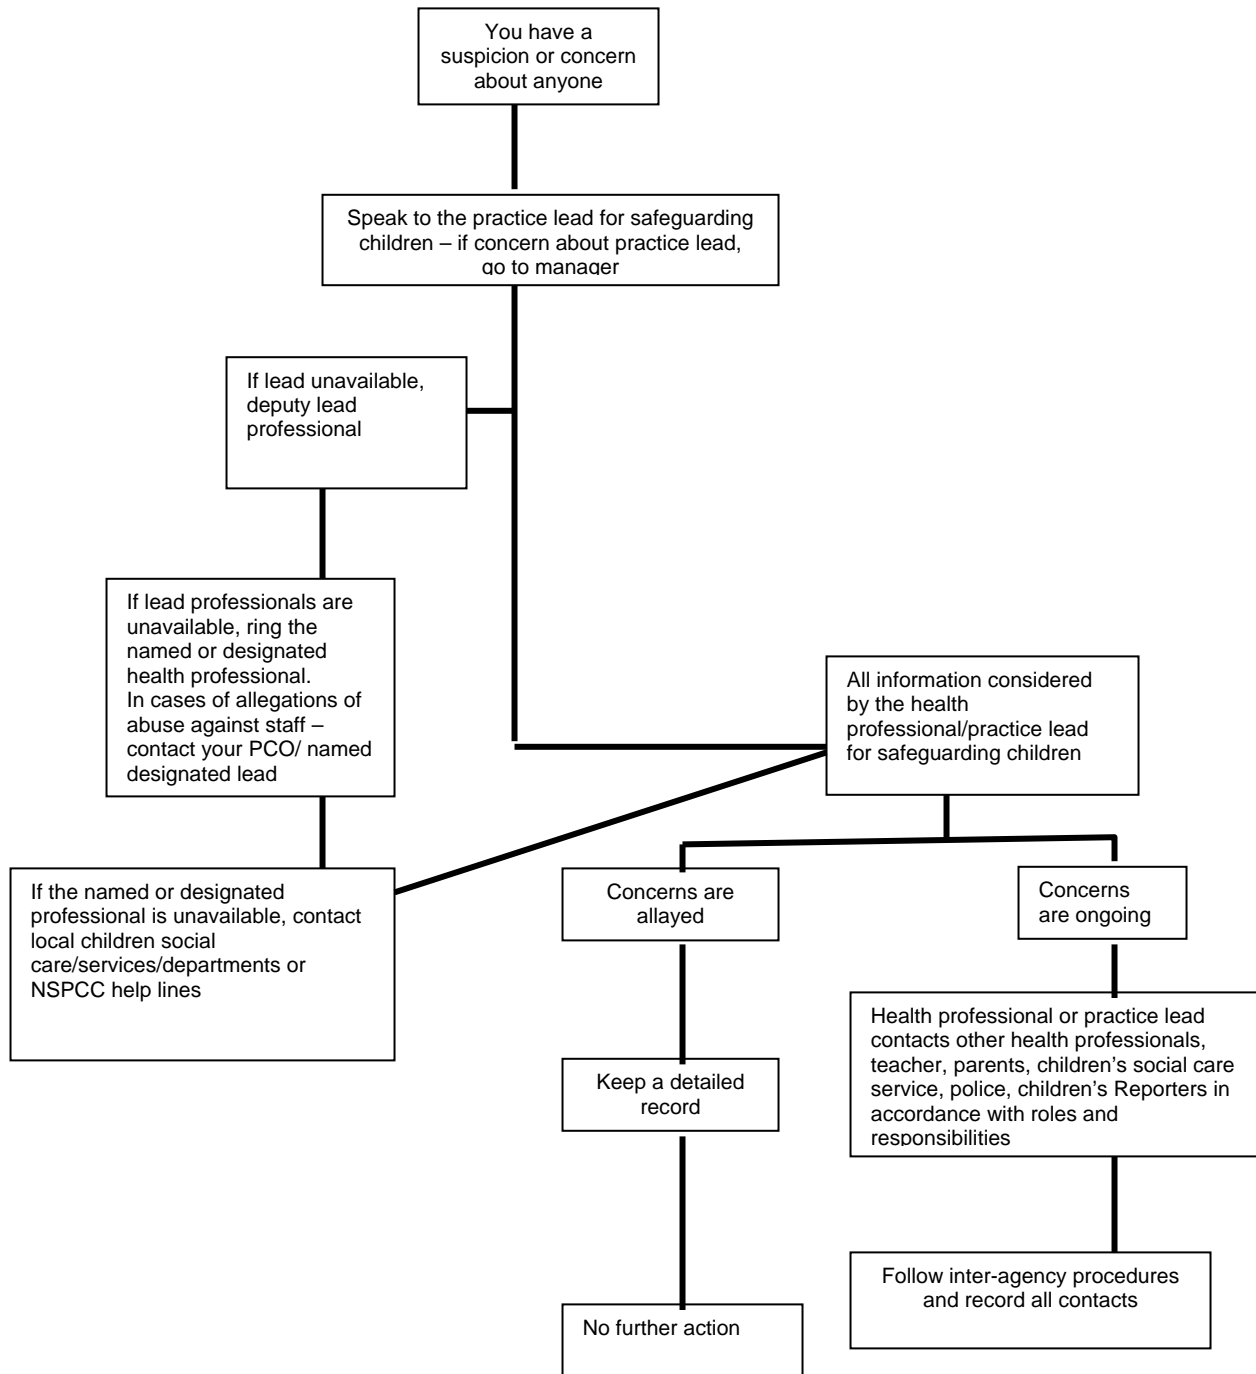 You have a
suspicion or concern
about anyone
Speak to the practice lead for safeguarding
children – if concern about practice lead,
go to manager
If lead unavailable,
deputy lead
professional
If lead professionals are
unavailable, ring the
named or designated
health professional.
In cases of allegations of
abuse against staff –
contact your PCO/ named
designated lead
All information considered
by the health
professional/practice lead
for safeguarding children
If the named or designated
professional is unavailable, contact
local children social
care/services/departments or
NSPCC help lines
Concerns are
allayed
Concerns
are ongoing
Health professional or practice lead
contacts other health professionals,
teacher, parents, children’s social care
service, police, children’s Reporters in
accordance with roles and
responsibilities
Keep a detailed
record
Follow inter-agency procedures
and record all contacts
No further action